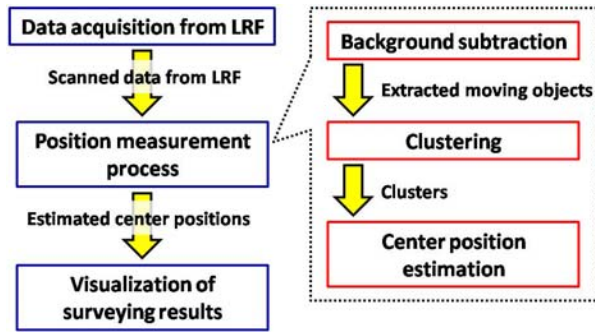 Data acquisition from LRF
Scanned data from LRF
Position measurement
process
Estimated center positions
Visualization of
surveying results
Background subtraction
Extracted moving objects
Clustering
Clusters
Center position
estimation